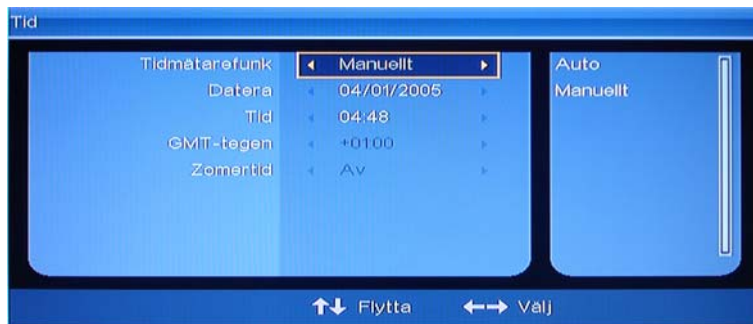 Tid
Tidmätarefunk Manuellt
Datera 04/01/2005
Tid 04:48
GMT-tegen +0100
Zomertid Av
Auto
Manuellt
Flytta Välj